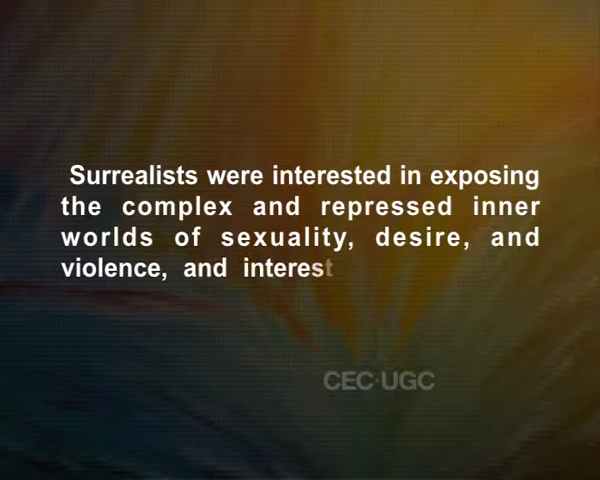 Surrealists were interested in exposing
the complex and repressed inner
worlds of sexuality, desire, and
violence, and interest
CEC-UGC